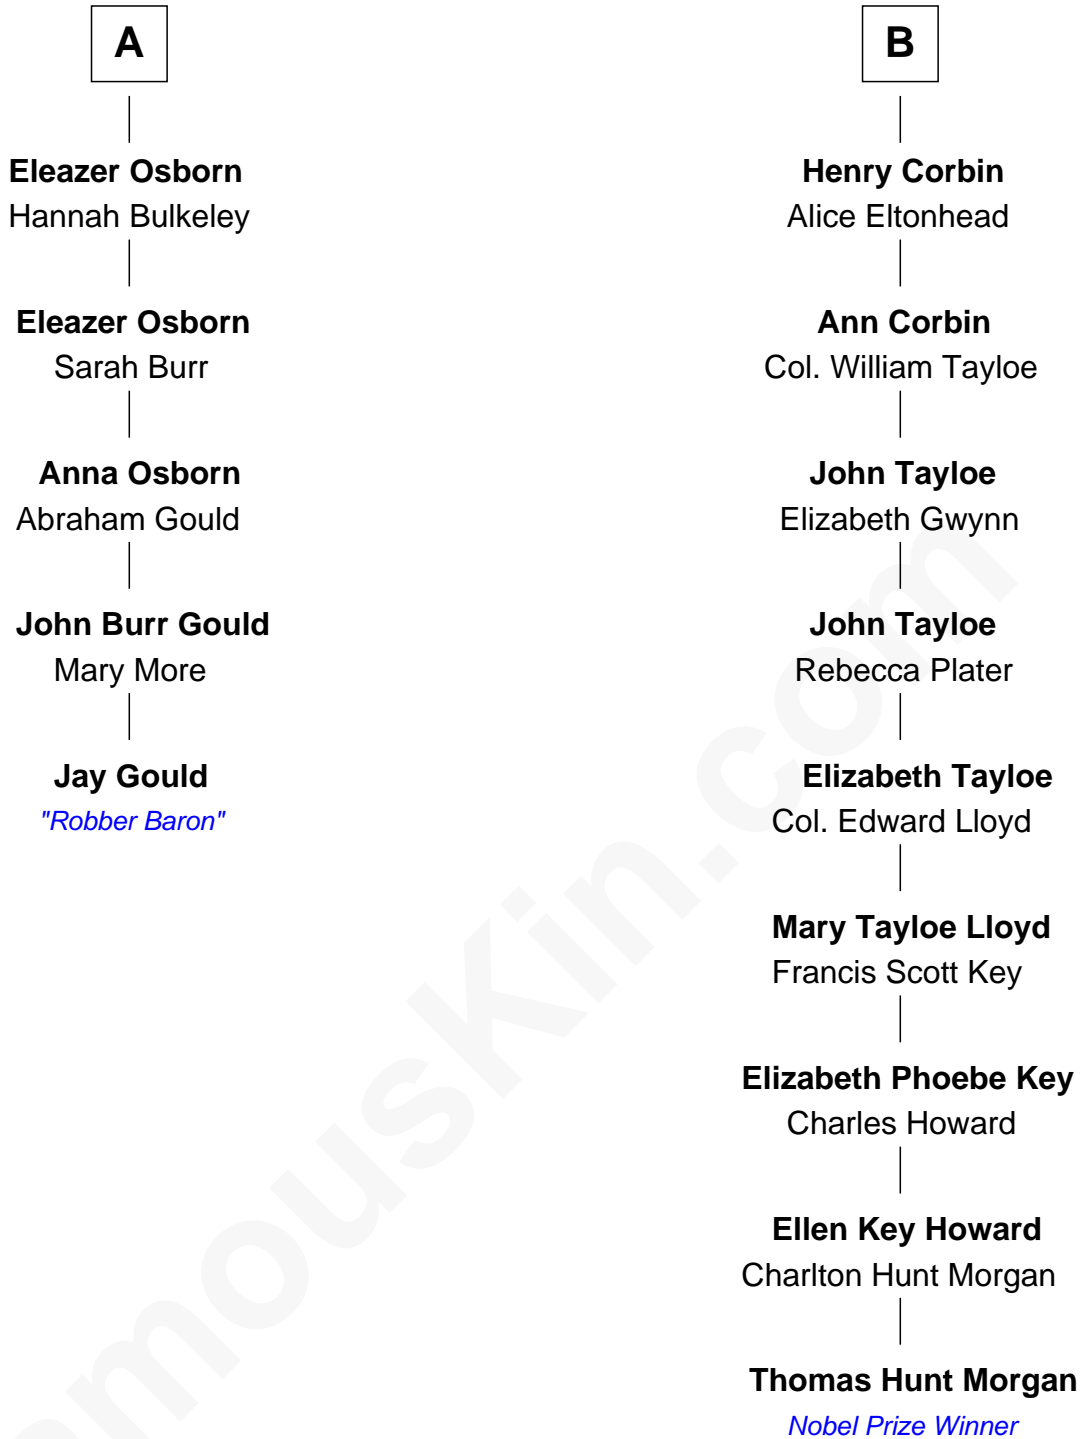 A
Eleazer Osborn
Hannah Bulkeley
Eleazer Osborn
Sarah Burr
Anna Osborn
Abraham Gould
John Burr Gould
Mary More
Jay Gould
"Robber Baron"
B
Henry Corbin
Alice Eltonhead
Ann Corbin
Col. William Tayloe
John Tayloe
Elizabeth Gwynn
John Tayloe
Rebecca Plater
Elizabeth Tayloe
Col. Edward Lloyd
Mary Tayloe Lloyd
Francis Scott Key
Elizabeth Phoebe Key
Charles Howard
Ellen Key Howard
Charlton Hunt Morgan
Thomas Hunt Morgan
Nobel Prize Winner
amousKin.com